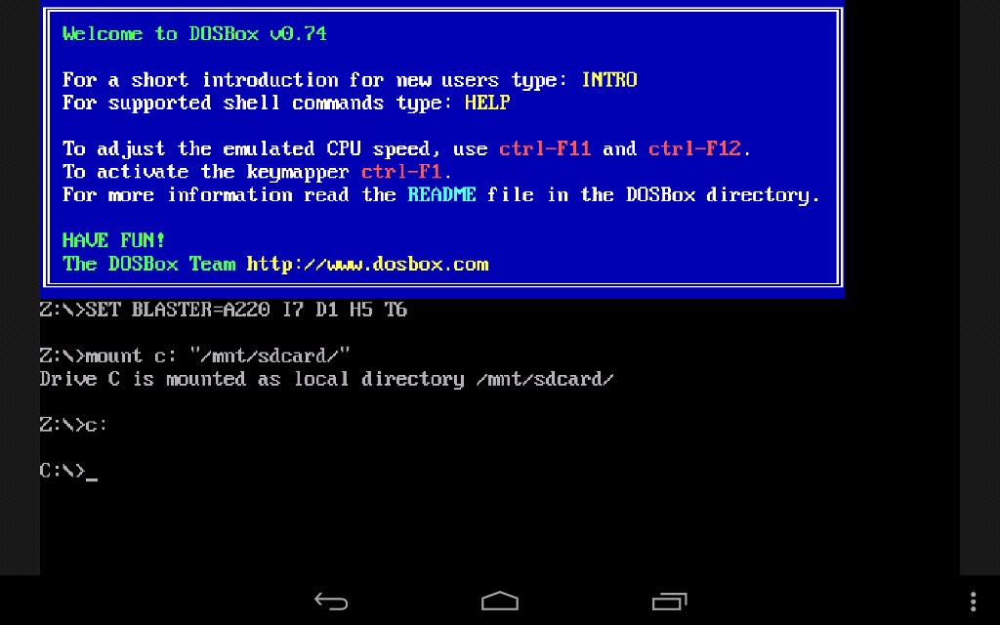 Welcome to DOSBox v0.74
For a short introduction for new users type: INTRO
For supported shell commands type: HELP
To adjust the emulated CPU speed, use ctrl-F11 and ctrl-F12.
To activate the keymapper ctrl-F1.
For more information read the README file in the DOSBox directory.
HAVE FUN!
The DOSBox Team http://www.dosbox.com
Z:\>SET BLASTER=A220 I7 D1 H5 T6
Z:\>mount c: "/mnt/sdcard/"
Drive C is mounted as local directory /mnt/sdcard/
Z:\>c:
C:\>_